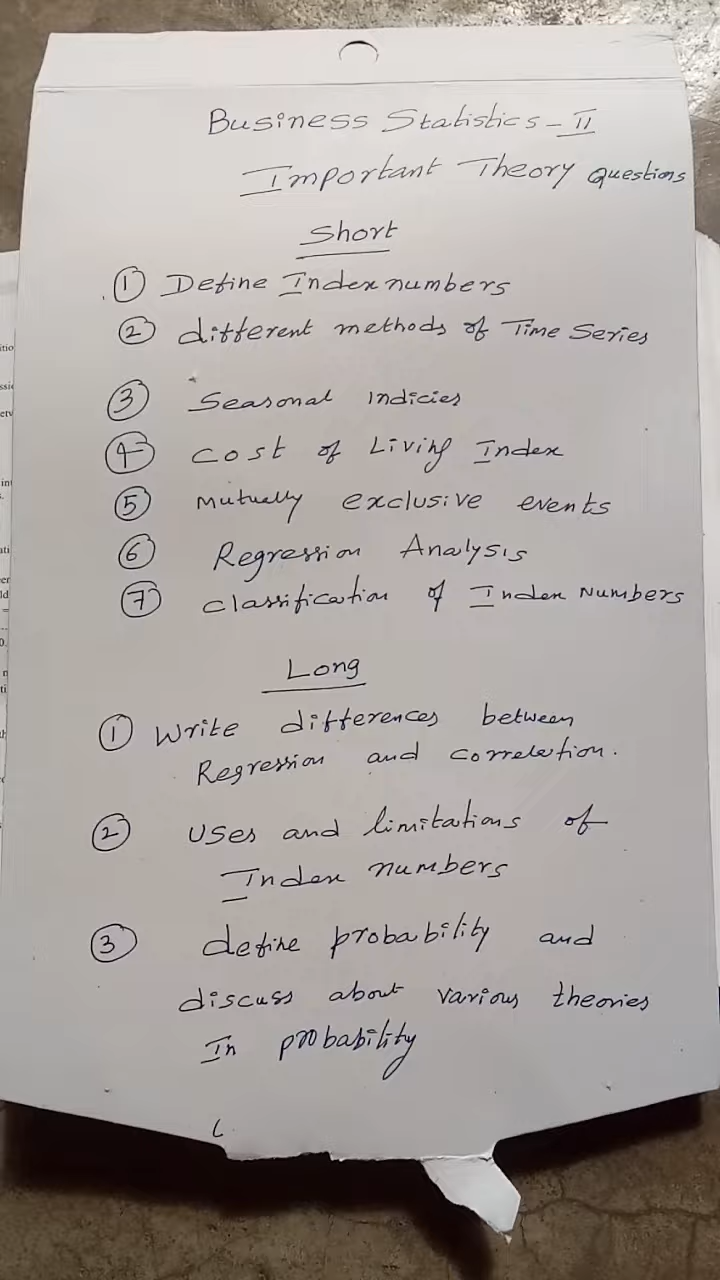 Business Statistics - II
Important Theory Questions
Short
① Define Index numbers
② different methods of Time Series
③ Seasonal indicies
④ Cost of Living Index
⑤ Mutually exclusive events
⑥ Regression Analysis
⑦ Classification of Index Numbers
Long
① Write differences between
Regression and correlation.
② Uses and limitations of
Index numbers
③ define probability and
discuss about various theories
In probability